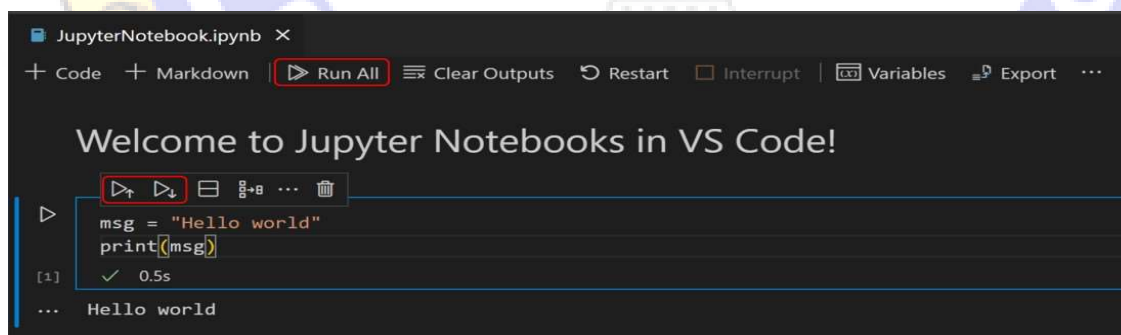 JupyterNotebook.ipynb
Code Markdown Run All Clear Outputs Restart Interrupt Variables Export ...
Welcome to Jupyter Notebooks in VS Code!
msg = "Hello world"
print(msg)
[1] 0.5s
Hello world